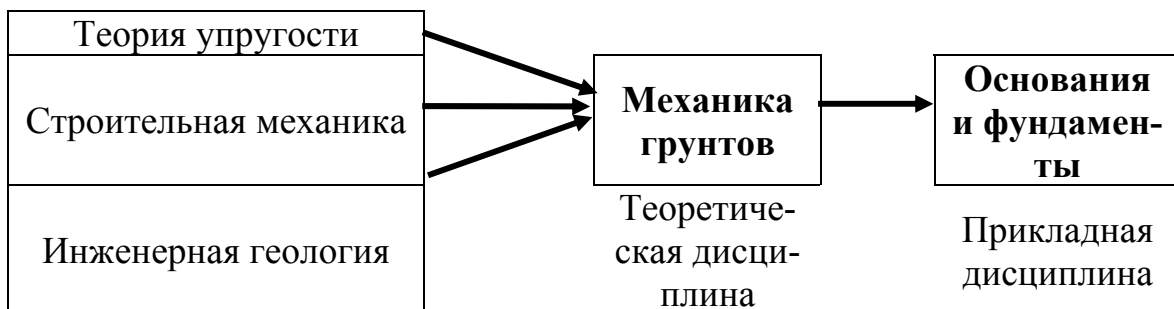 Теория упругости
Строительная механика
Инженерная геология
Механика
грунтов
Теоретиче-
ская дисци-
плина
Основания
и фундамен-
ты
Прикладная
дисциплина